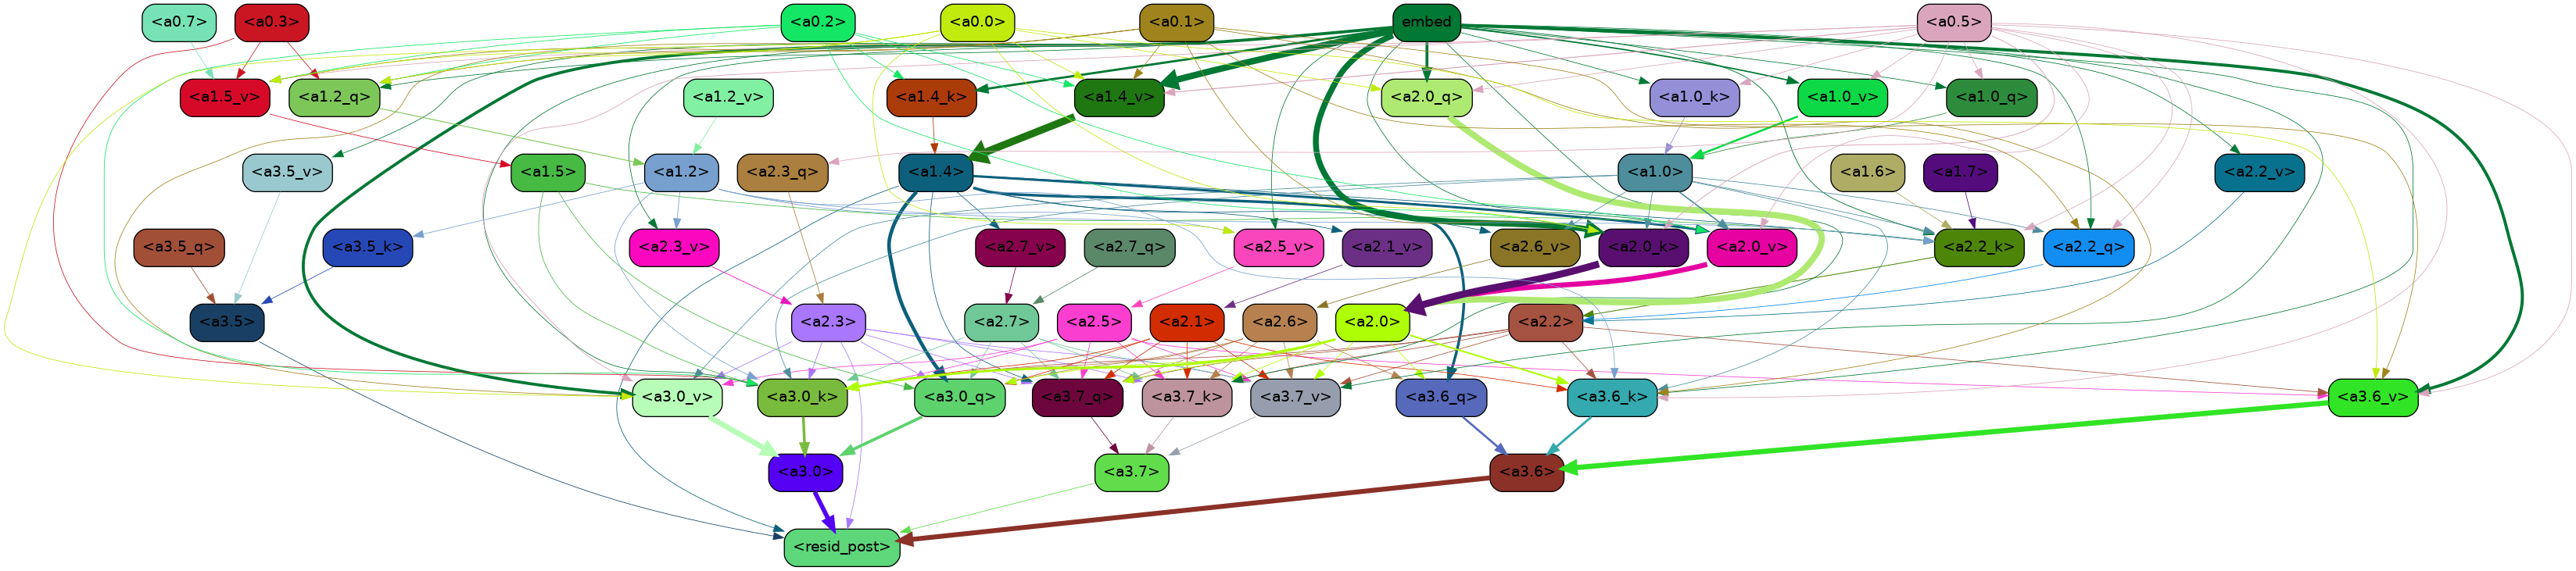 <a0.7> <a0.3> <a0.2> <a0.0> <a0.1> embed <a0.5>
<a1.5_v> <a1.2_q> <a1.2_v> <a1.4_k> <a1.4_v> <a2.0_q> <a1.0_k> <a1.0_v> <a1.0_q>
<a3.5_v> <a1.5> <a1.2> <a2.3_q> <a1.4> <a1.0> <a1.6> <a1.7> <a2.2_v>
<a3.5_q> <a3.5_k> <a2.3_v> <a2.7_v> <a2.7_q> <a2.5_v> <a2.1_v> <a2.6_v> <a2.0_k> <a2.0_v> <a2.2_k> <a2.2_q>
<a3.5> <a2.3> <a2.7> <a2.5> <a2.1> <a2.6> <a2.0> <a2.2>
<a3.0_v> <a3.0_k> <a3.0_q> <a3.7_q> <a3.7_k> <a3.7_v> <a3.6_q> <a3.6_k> <a3.6_v>
<a3.0> <a3.7> <a3.6>
<resid_post>